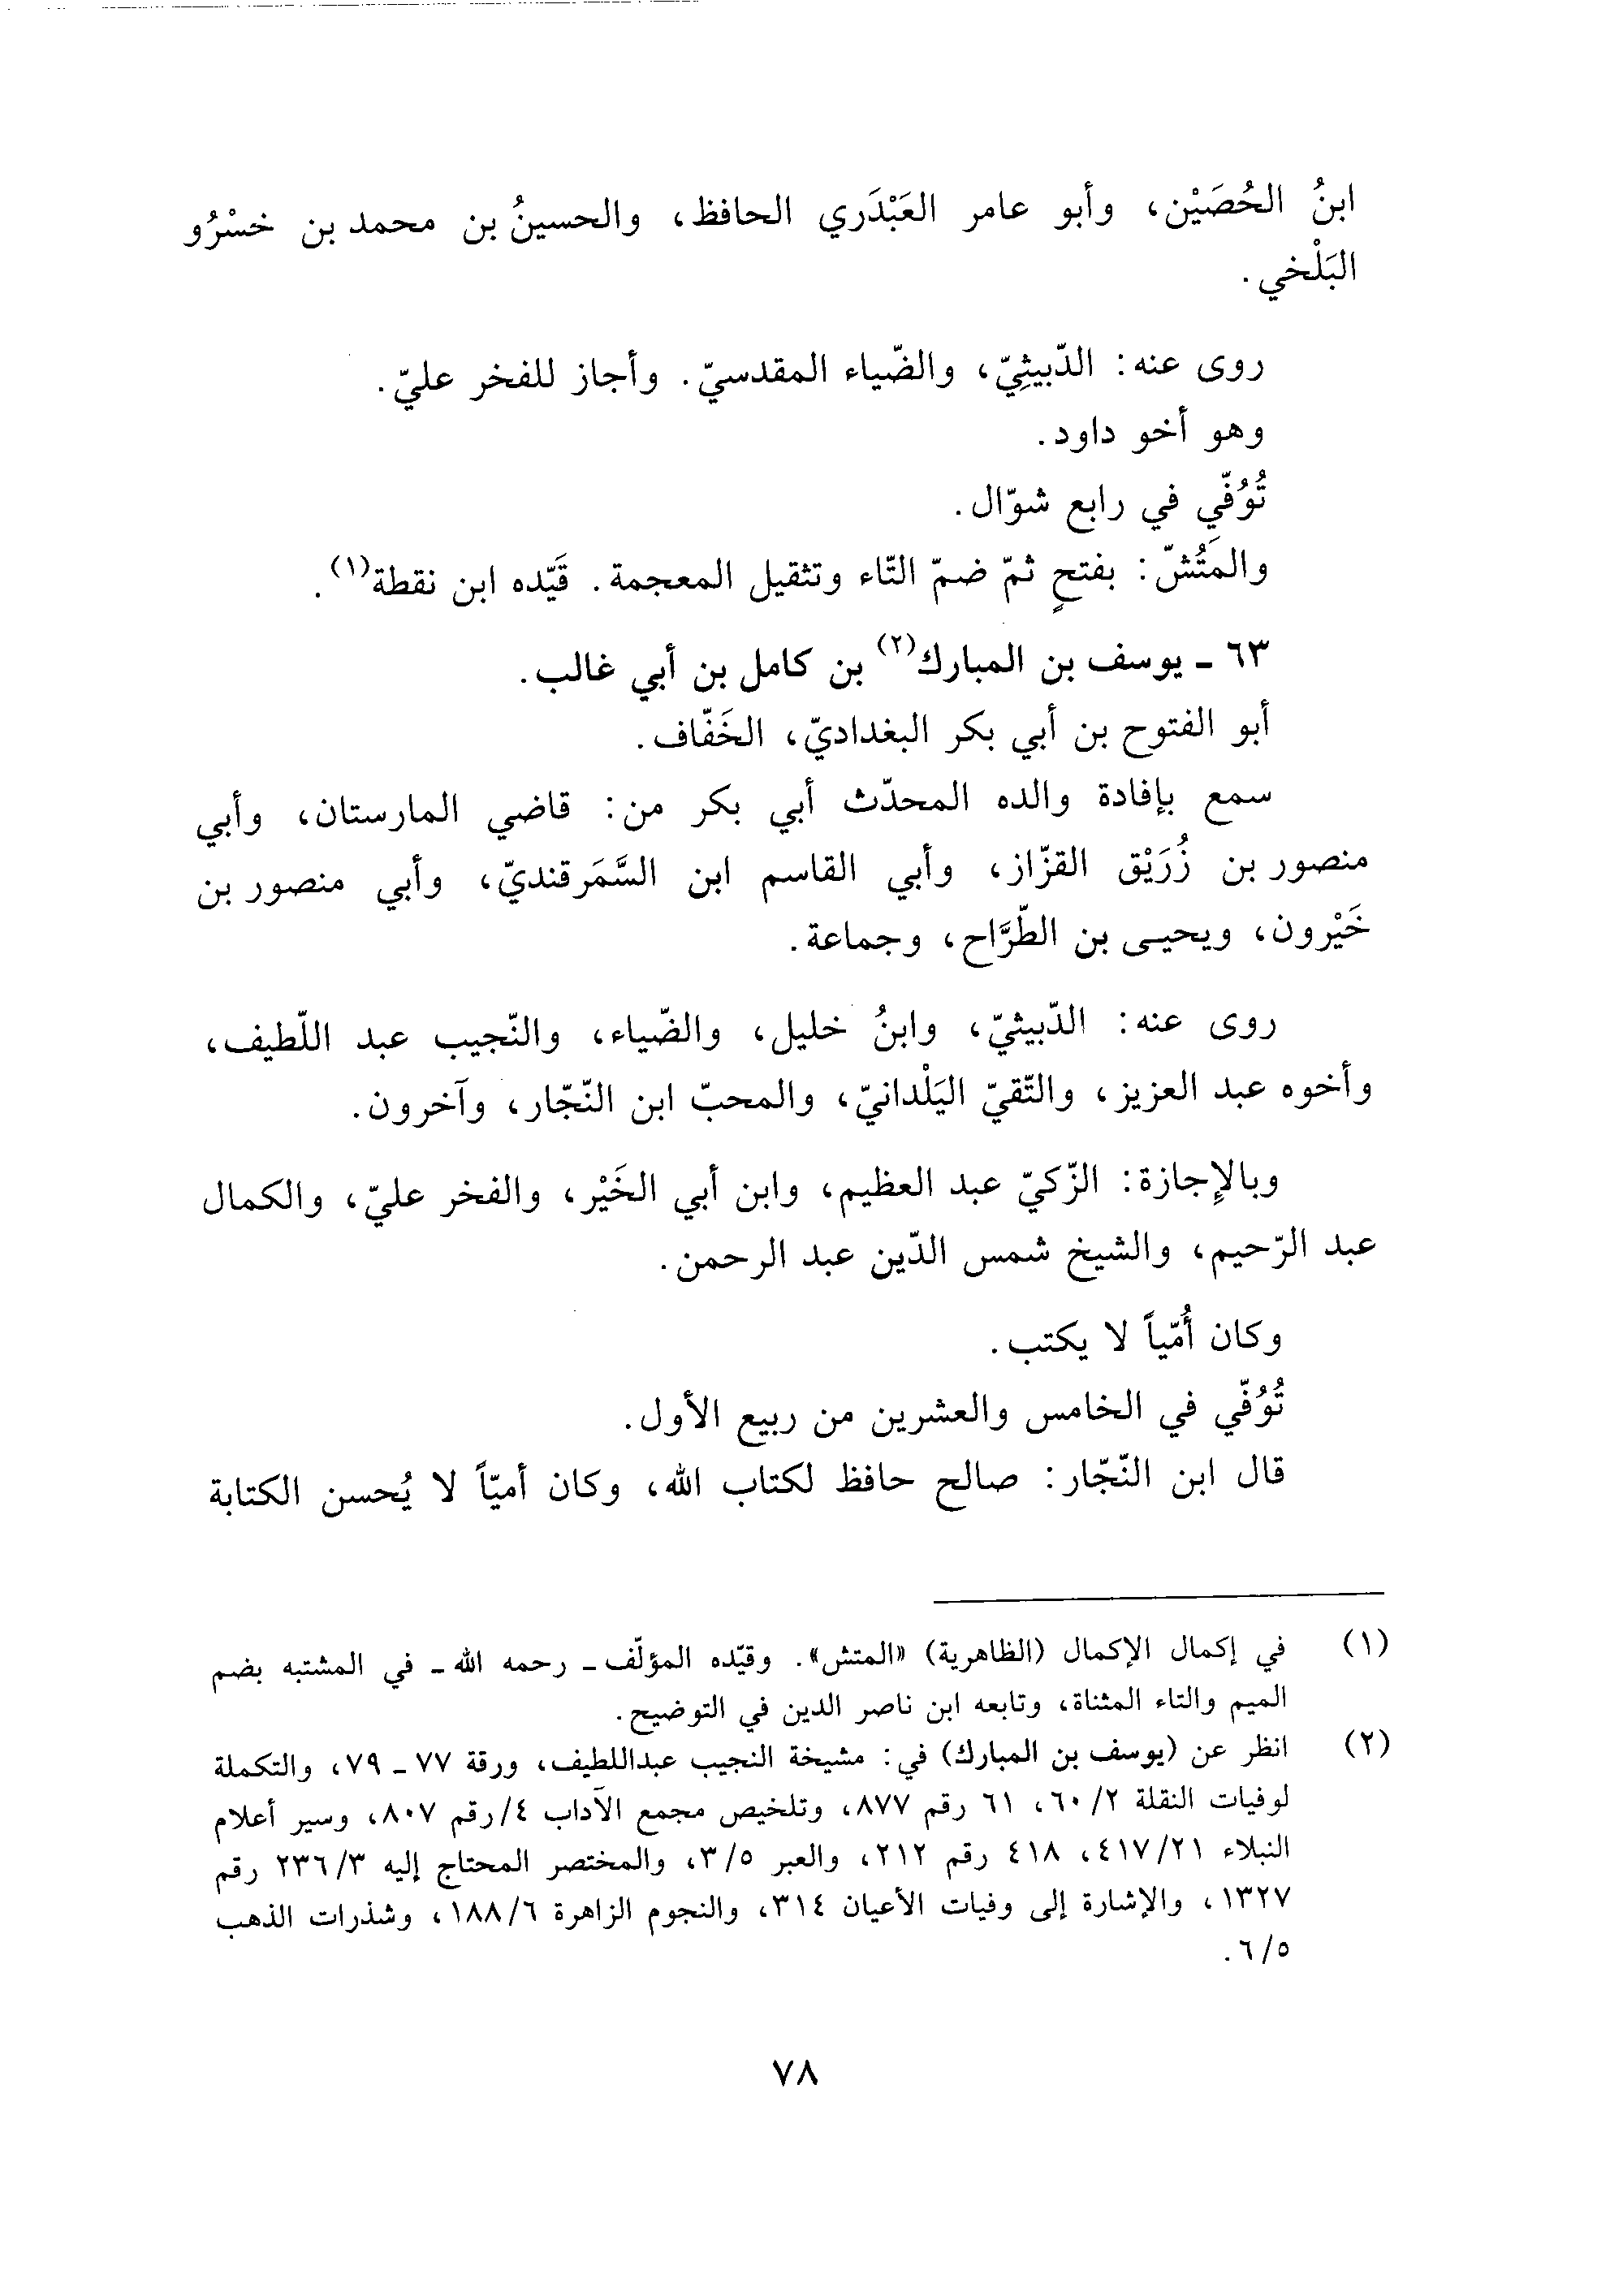 ابنُ الحُصَيْن، وأبو عامر العَبْدَري الحافظ، والحسينُ بن محمد بن خسْرُو
البَلْخي.
روى عنه: الدّبيثِيّ، والضّياء المقدسيّ. وأجاز للفخر عليّ.
وهو أخو داود.
تُوُفّي في رابع شوّال.
والمَتُشّ: بفتحٍ ثمّ ضمّ التّاء وتثقيل المعجمة. قَيّده ابن نقطة(١).
٦٣ ـ يوسف بن المبارك(٢) بن كامل بن أبي غالب.
أبو الفتوح بن أبي بكر البغداديّ، الخَفّاف.
سمع بإفادة والده المحدّث أبي بكر من: قاضي المارستان، وأبي
منصور بن زُرَيْق القزّاز، وأبي القاسم ابن السَّمَرقنديّ، وأبي منصور بن
خَيْرون، ويحيـى بن الطّرَّاح، وجماعة.
روى عنه: الدّبيثيّ، وابنُ خليل، والضّياء، والنّجيب عبد اللّطيف،
وأخوه عبد العزيز، والتّقيّ اليَلْدانيّ، والمحبّ ابن النّجّار، وآخرون.
وبالإِجازة: الزّكيّ عبد العظيم، وابن أبي الخَيْر، والفخر عليّ، والكمال
عبد الرّحيم، والشيخ شمس الدّين عبد الرحمن.
وكان أُمّياً لا يكتب.
تُوُفّي في الخامس والعشرين من ربيع الأول.
قال ابن النّجّار: صالح حافظ لكتاب الله، وكان أميّاً لا يُحسن الكتابة
(١) في إكمال الإكمال (الظاهرية) «المتش». وقيّده المؤلّف ـ رحمه الله ـ في المشتبه بضم
الميم والتاء المثناة، وتابعه ابن ناصر الدين في التوضيح.
(٢) انظر عن (يوسف بن المبارك) في: مشيخة النجيب عبداللطيف، ورقة ٧٧ ـ ٧٩، والتكملة
لوفيات النقلة ٦٠/٢، ٦١ رقم ٨٧٧، وتلخيص مجمع الآداب ٤/رقم ٨٠٧، وسير أعلام
النبلاء ٤١٧/٢١، ٤١٨ رقم ٢١٢، والعبر ٣/٥، والمختصر المحتاج إليه ٢٣٦/٣ رقم
١٣٢٧، والإشارة إلى وفيات الأعيان ٣١٤، والنجوم الزاهرة ١٨٨/٦، وشذرات الذهب
٦/٥.
٧٨